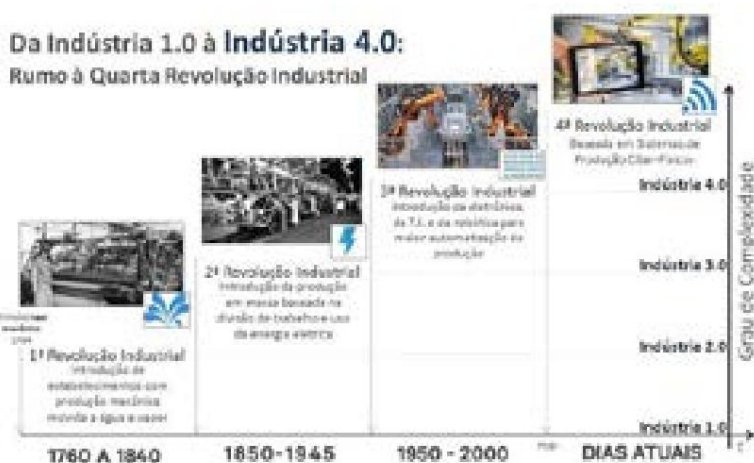 Da Indústria 1.0 à Indústria 4.0:
Rumo à Quarta Revolução Industrial
4ª Revolução Industrial
Baseada em Sistemas de
Produção Ciber-Físicos
Indústria 4.0
3ª Revolução Industrial
Introdução da eletrônica,
da T.I. e da robótica para
maior automatização da
produção
Indústria 3.0
2ª Revolução Industrial
Introdução da produção
em massa baseada na
divisão de trabalho e uso
da energia elétrica
Indústria 2.0
1ª Revolução Industrial
Introdução de
estabelecimentos com
produção mecânica
movida a água e vapor
Indústria 1.0
Grau de Complexidade
1760 A 1840
1850-1945
1950 - 2000
DIAS ATUAIS